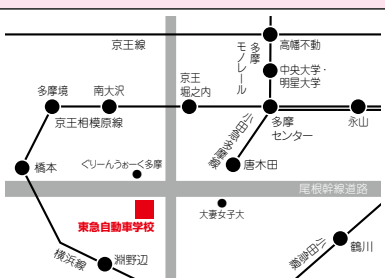 京王線
多摩
モノレール
高幡不動
中央大学・
明星大学
多摩境
南大沢
京王
堀之内
京王相模原線
多摩
センター
永山
小田急多摩線
唐木田
橋本
ぐりーんうぉーく多摩
尾根幹線道路
大妻女子大
東急自動車学校
横浜線
淵野辺
小田急線
鶴川